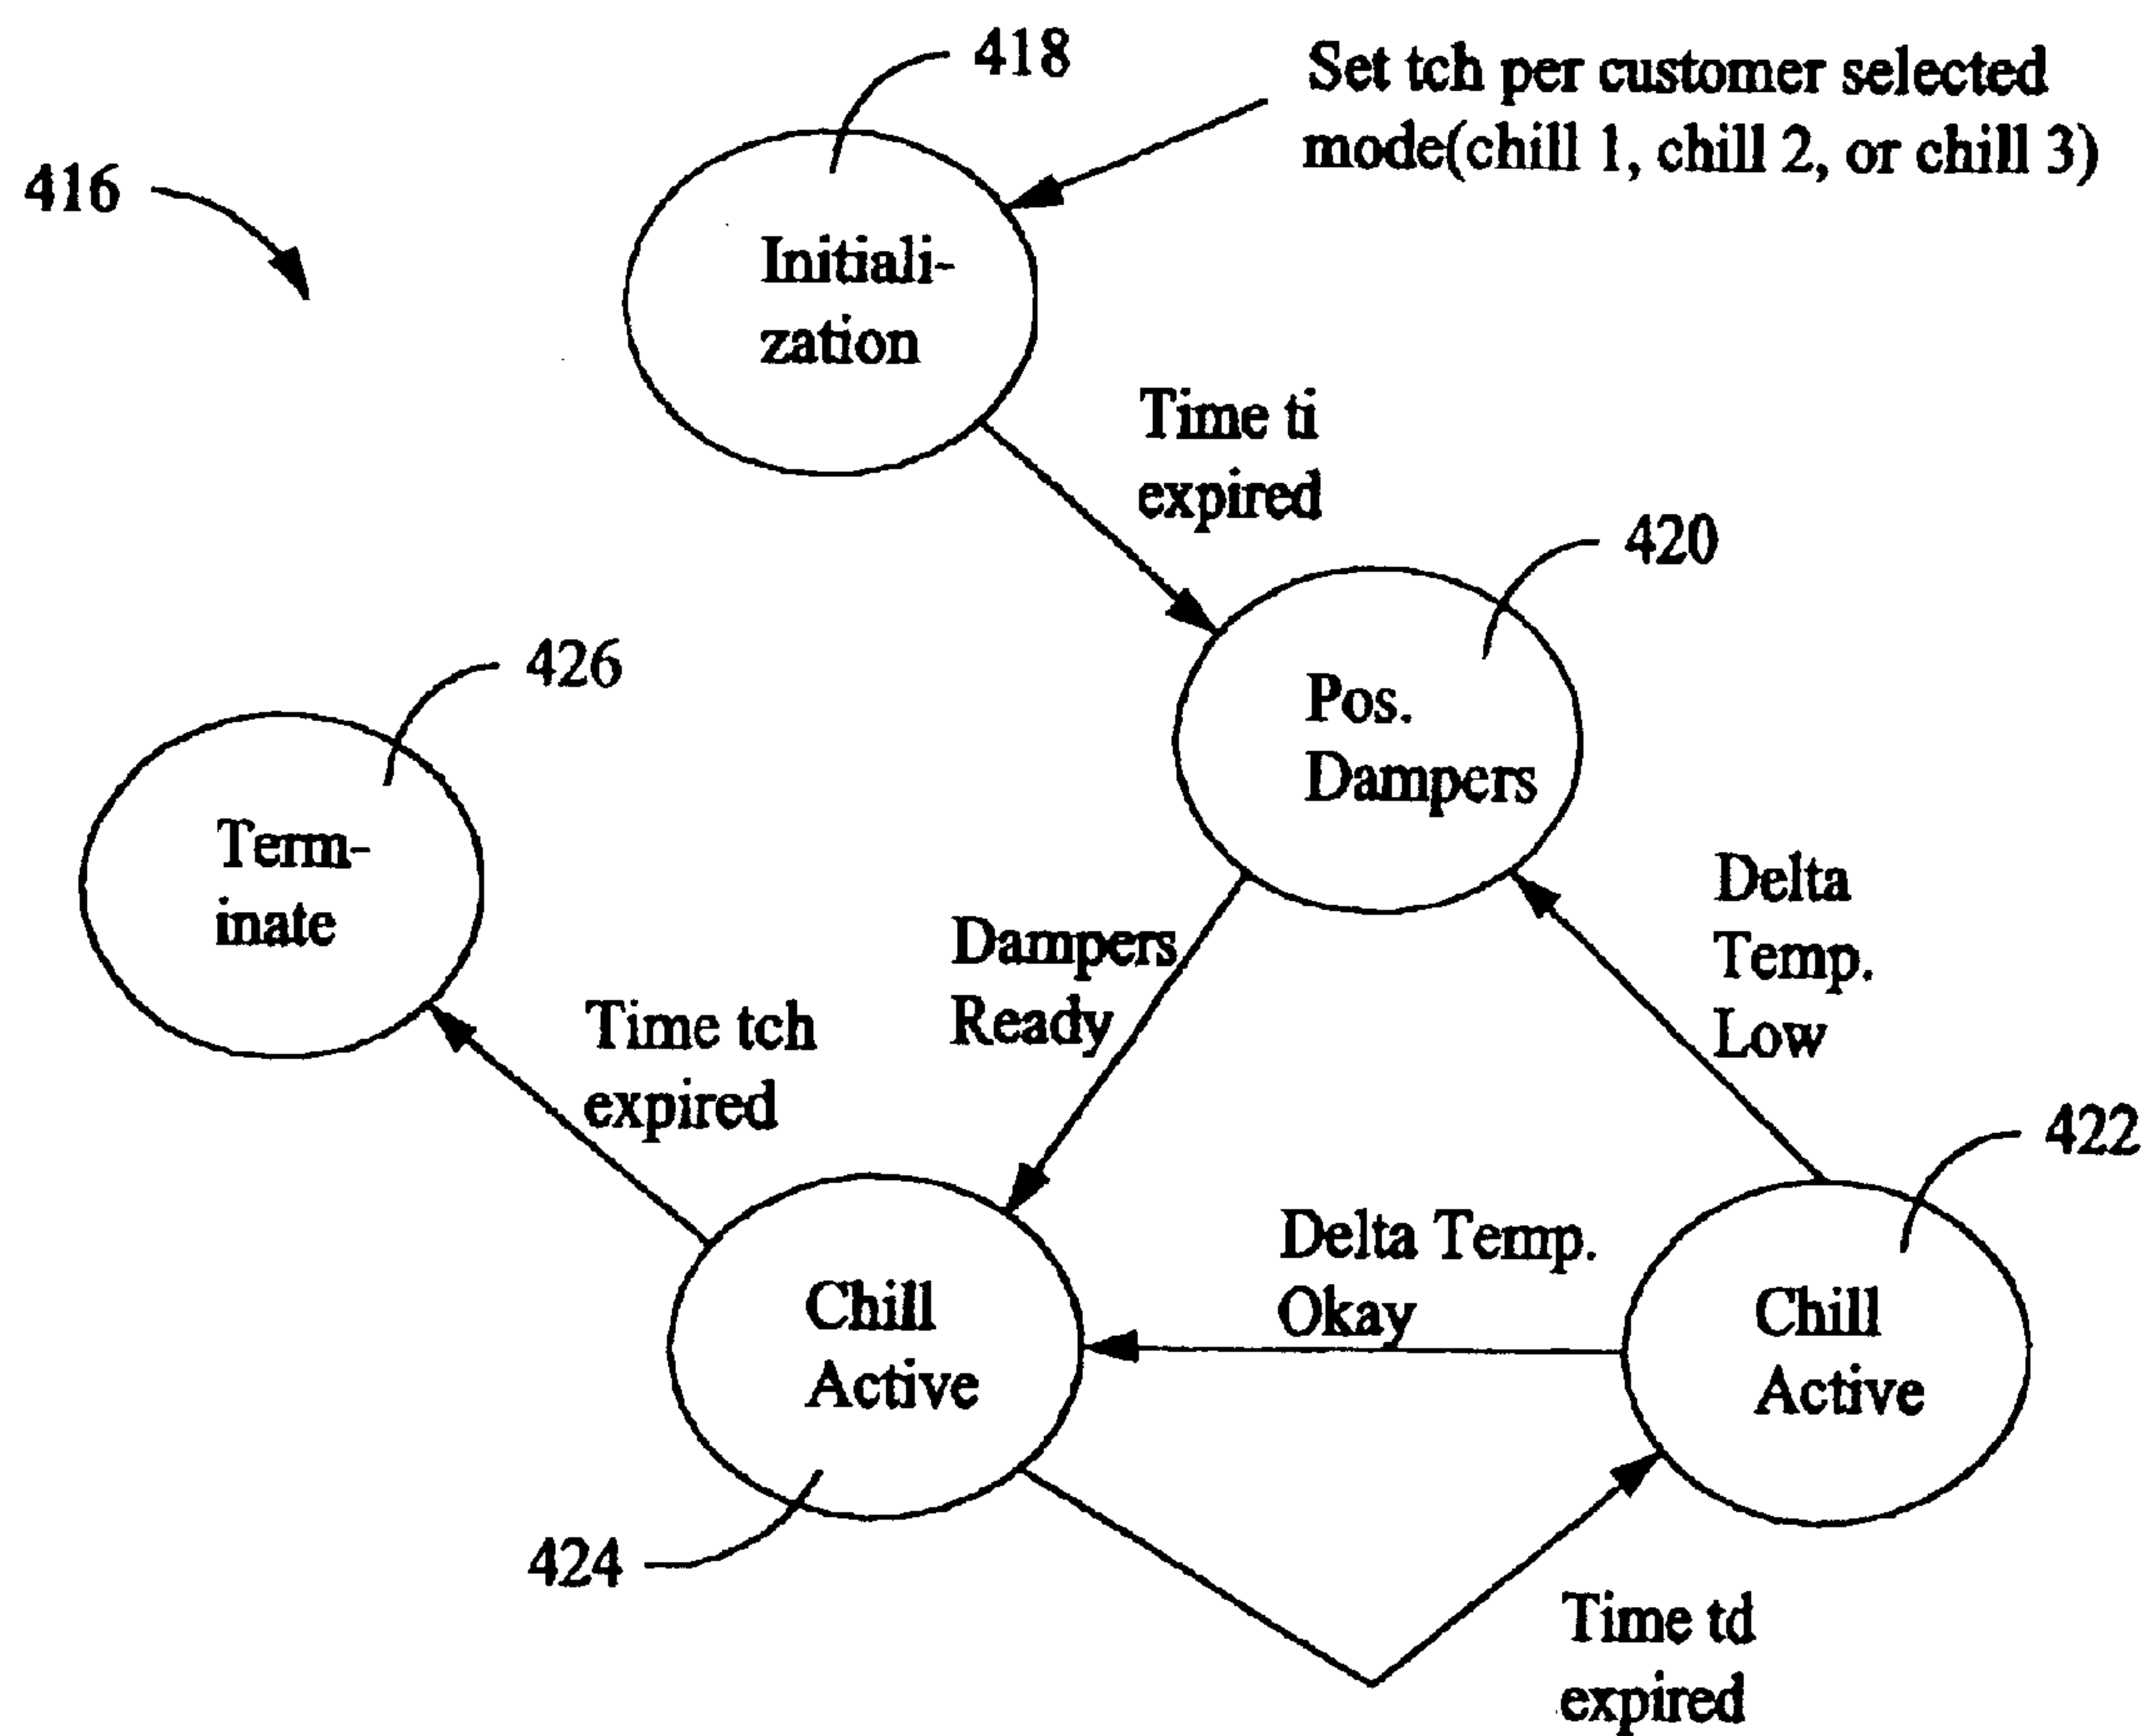 418
Set tch per customer selected
mode(chill 1, chill 2, or chill 3)
416
Initiali-
zation
Time ti
expired
420
426
Pos.
Dampers
Term-
inate
Delta
Temp.
Low
Dampers
Ready
Time tch
expired
422
Delta Temp.
Okay
Chill
Active
Chill
Active
424
Time td
expired